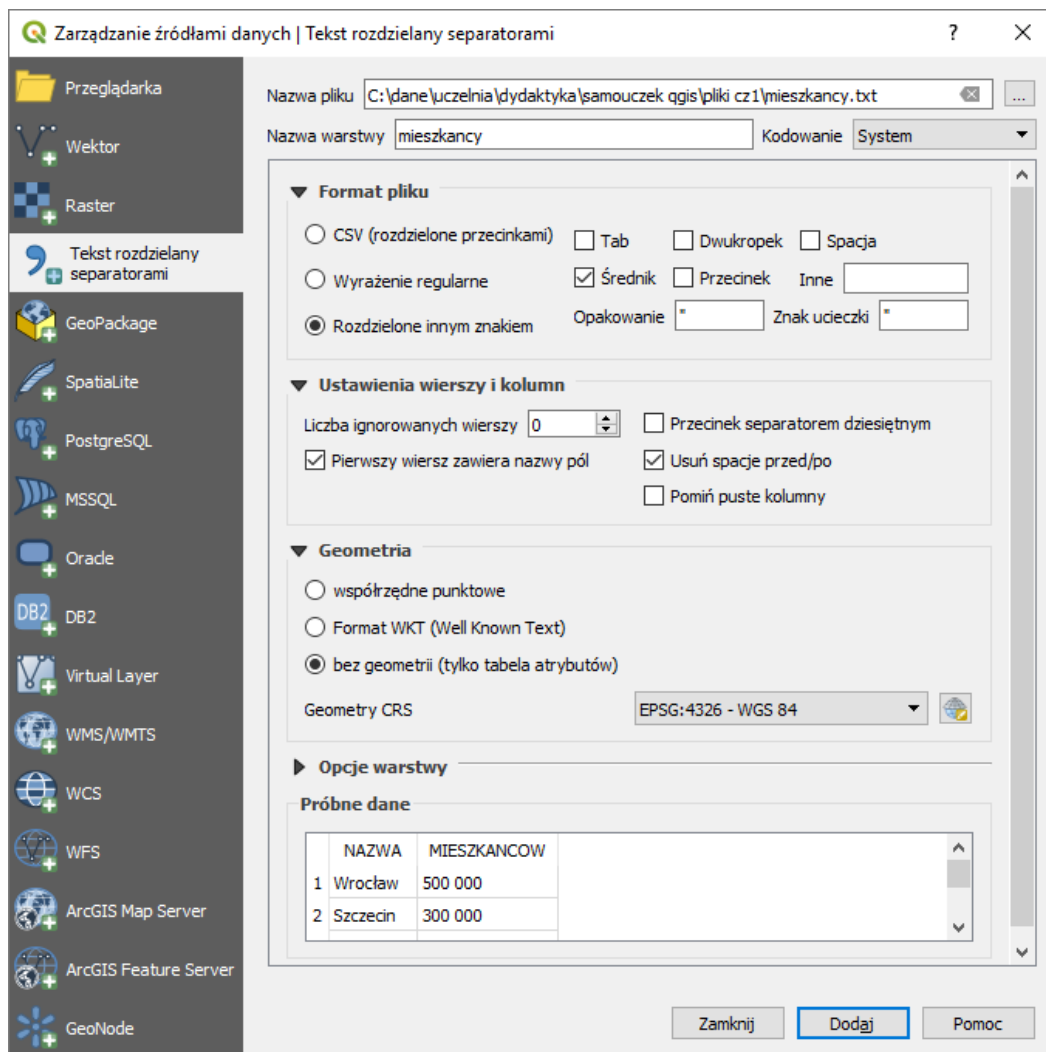 Zarządzanie źródłami danych | Tekst rozdzielany separatorami
?
Przeglądarka
Wektor
Raster
Tekst rozdzielany
separatorami
GeoPackage
SpatiaLite
PostgreSQL
MSSQL
Oracle
DB2
DB2
Virtual Layer
WMS/WMTS
WCS
WFS
ArcGIS Map Server
ArcGIS Feature Server
GeoNode
Nazwa pliku C:\dane\uczelnia\dydaktyka\samouczek qgis\pliki cz1\mieszkancy.txt ...
Nazwa warstwy mieszkancy Kodowanie System
Format pliku
CSV (rozdzielone przecinkami) Tab Dwukropek Spacja
Wyrażenie regularne Średnik Przecinek Inne
Rozdzielone innym znakiem Opakowanie " Znak ucieczki "
Ustawienia wierszy i kolumn
Liczba ignorowanych wierszy 0 Przecinek separatorem dziesiętnym
Pierwszy wiersz zawiera nazwy pól Usuń spacje przed/po
Pomiń puste kolumny
Geometria
współrzędne punktowe
Format WKT (Well Known Text)
bez geometrii (tylko tabela atrybutów)
Geometry CRS EPSG:4326 - WGS 84
Opcje warstwy
Próbne dane
NAZWA MIESZKANCOW
1 Wrocław 500 000
2 Szczecin 300 000
Zamknij Dodaj Pomoc